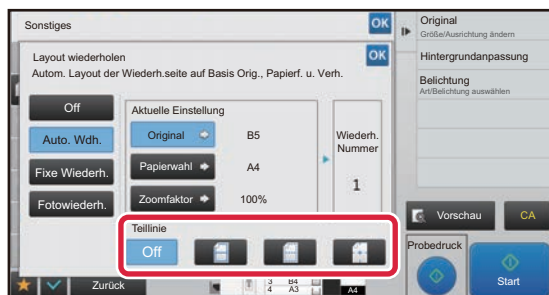 Sonstiges
OK
Layout wiederholen
OK
Autom. Layout der Wiederh.seite auf Basis Orig., Papierf. u. Verh.
Off
Auto. Wdh.
Fixe Wiederh.
Fotowiederh.
Aktuelle Einstellung
Original
B5
Papierwahl
A4
Zoomfaktor
100%
Wiederh.
Nummer
1
Teillinie
Off
Zurück
3 B4
4 A3
A4
Original
Größe/Ausrichtung ändern
Hintergrundanpassung
Belichtung
Art/Belichtung auswählen
Vorschau
CA
Probedruck
Start